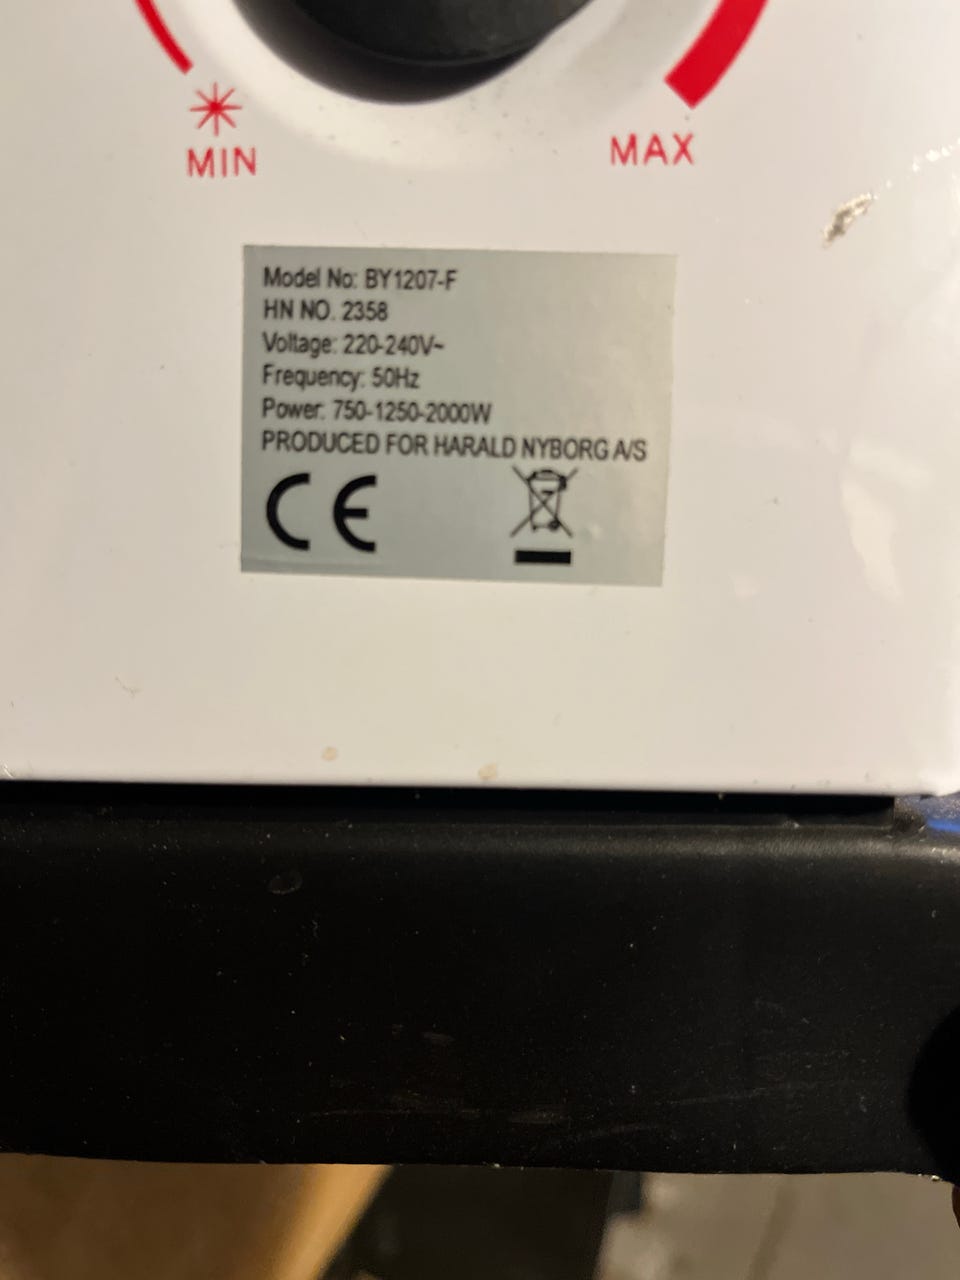 MIN
MAX
Model No: BY1207-F
HN NO. 2358
Voltage: 220-240V~
Frequency: 50Hz
Power: 750-1250-2000W
PRODUCED FOR HARALD NYBORG A/S
CE